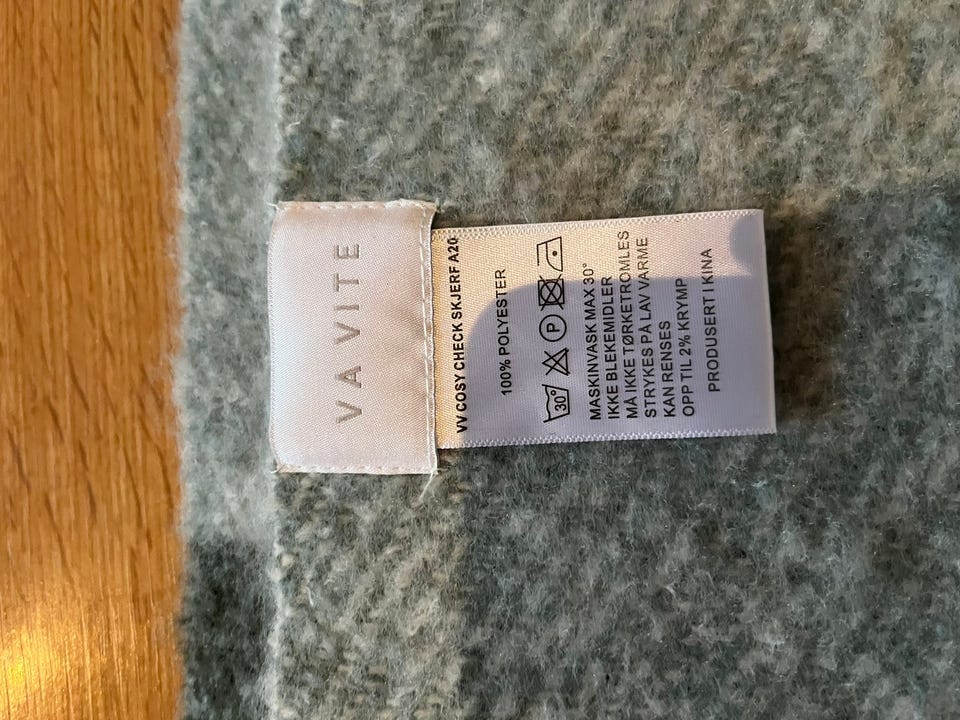 VAVITE
VV COSY CHECK SKJERF A20
100% POLYESTER
30° P
MASKINVASK MAX 30°
IKKE BLEKEMIDLER
MÅ IKKE TØRKETROMLES
STRYKES PÅ LAV VARME
KAN RENSES
OPP TIL 2% KRYMP
PRODUSERT I KINA